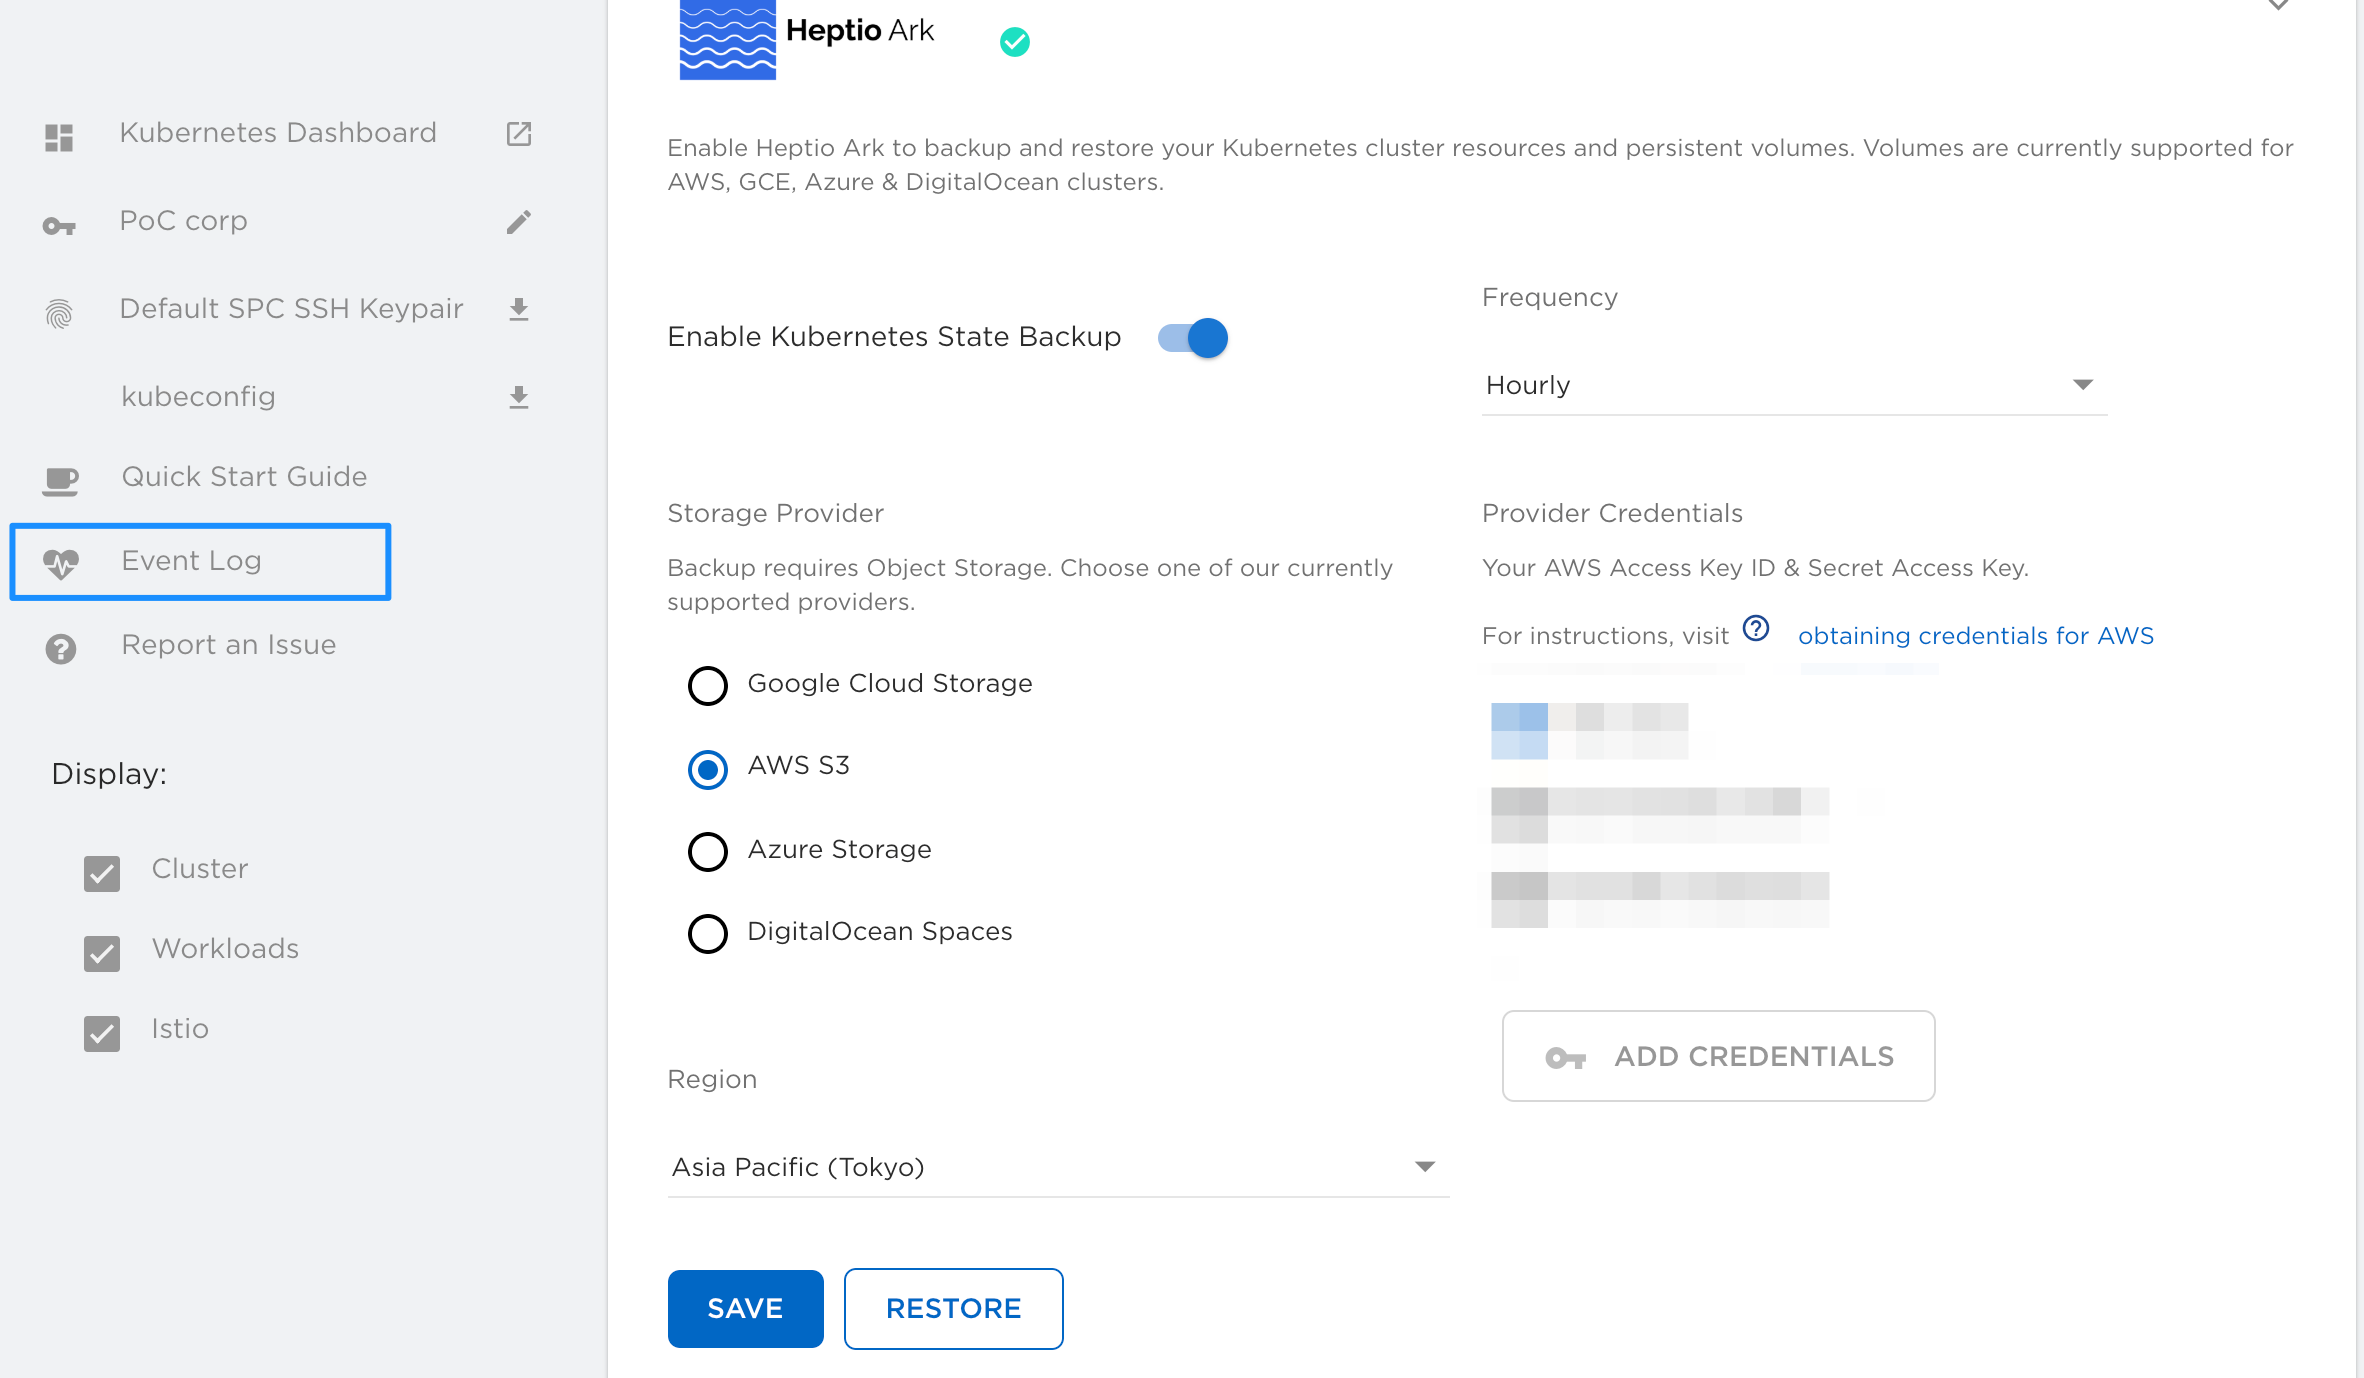 Heptio Ark
Enable Heptio Ark to backup and restore your Kubernetes cluster resources and persistent volumes. Volumes are currently supported for
AWS, GCE, Azure & DigitalOcean clusters.
Kubernetes Dashboard
PoC corp
Default SPC SSH Keypair
kubeconfig
Quick Start Guide
Event Log
Report an Issue
Display:
Cluster
Workloads
Istio
Enable Kubernetes State Backup
Frequency
Hourly
Storage Provider
Backup requires Object Storage. Choose one of our currently
supported providers.
Google Cloud Storage
AWS S3
Azure Storage
DigitalOcean Spaces
Provider Credentials
Your AWS Access Key ID & Secret Access Key.
For instructions, visit ? obtaining credentials for AWS
ADD CREDENTIALS
Region
Asia Pacific (Tokyo)
SAVE
RESTORE